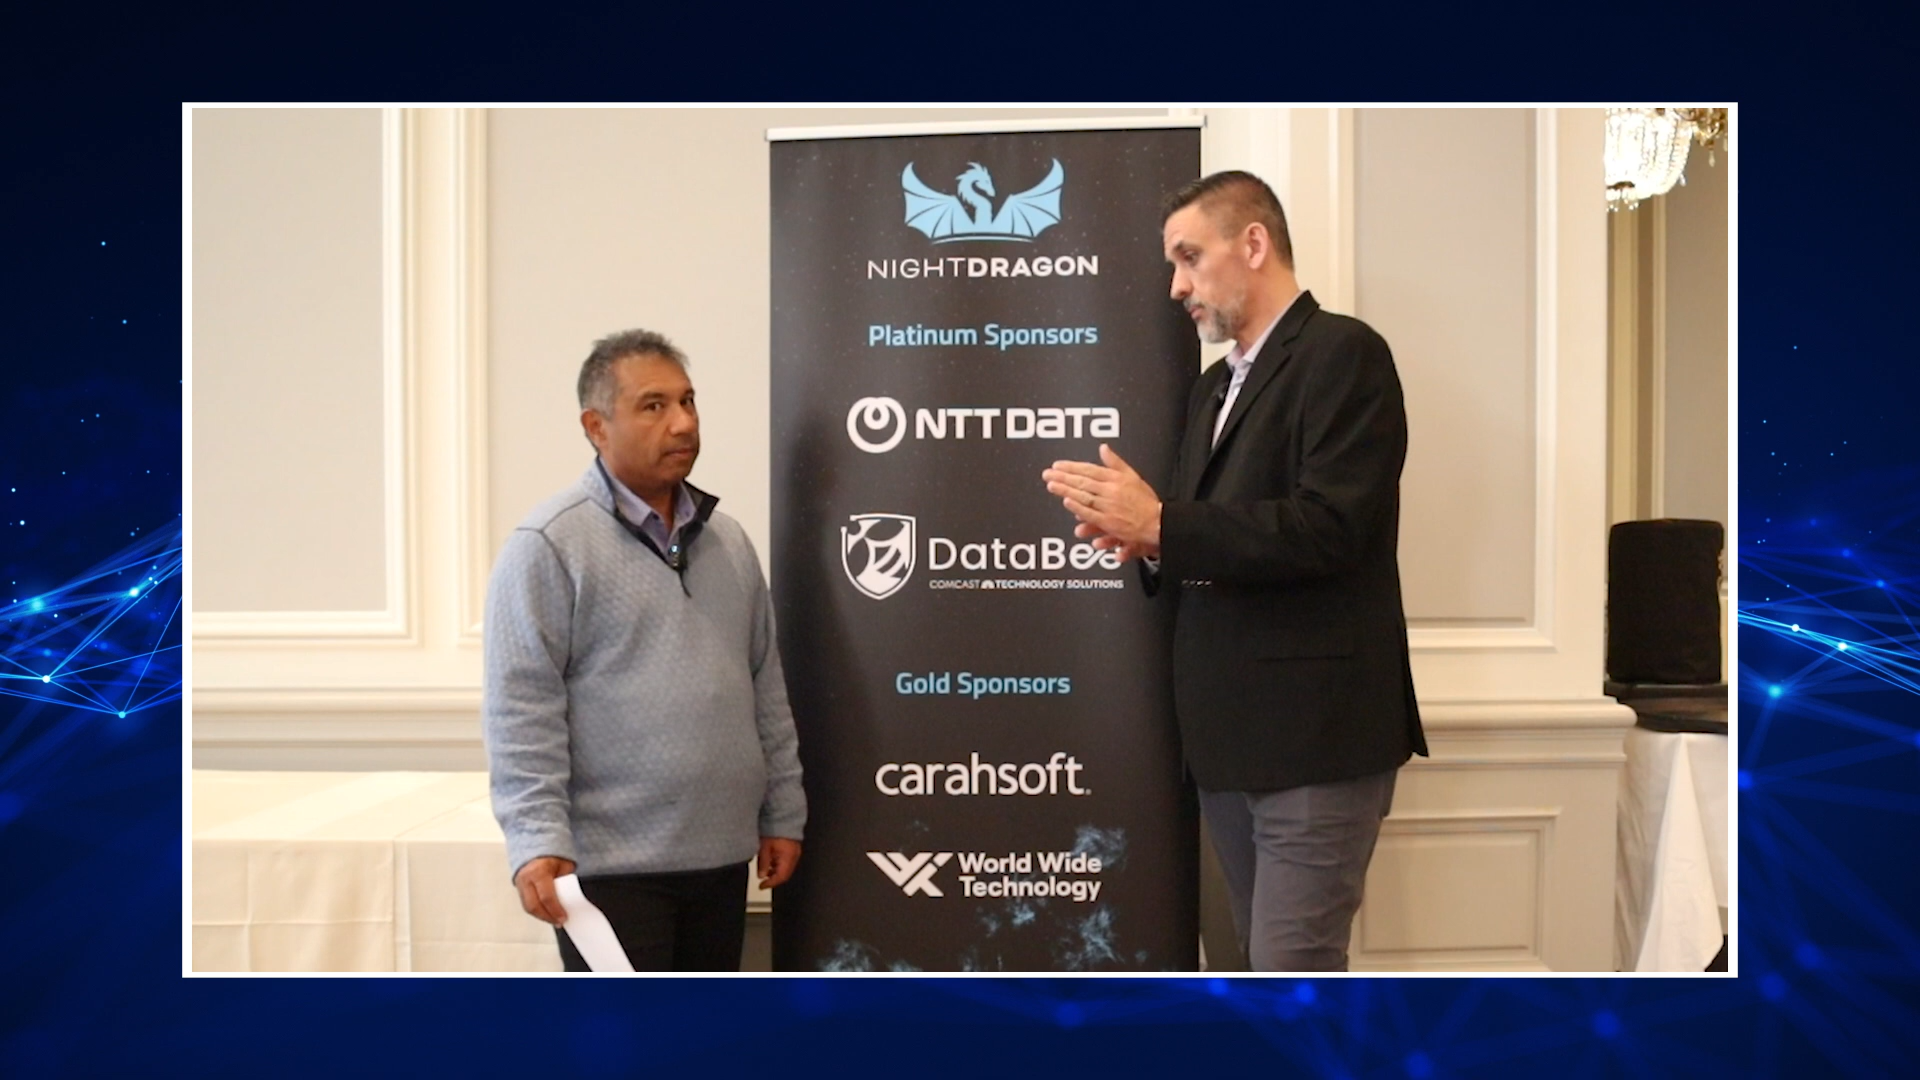 NIGHTDRAGON
Platinum Sponsors
NTT DATA
DataBee
COMCAST TECHNOLOGY SOLUTIONS
Gold Sponsors
carahsoft.
World Wide
Technology